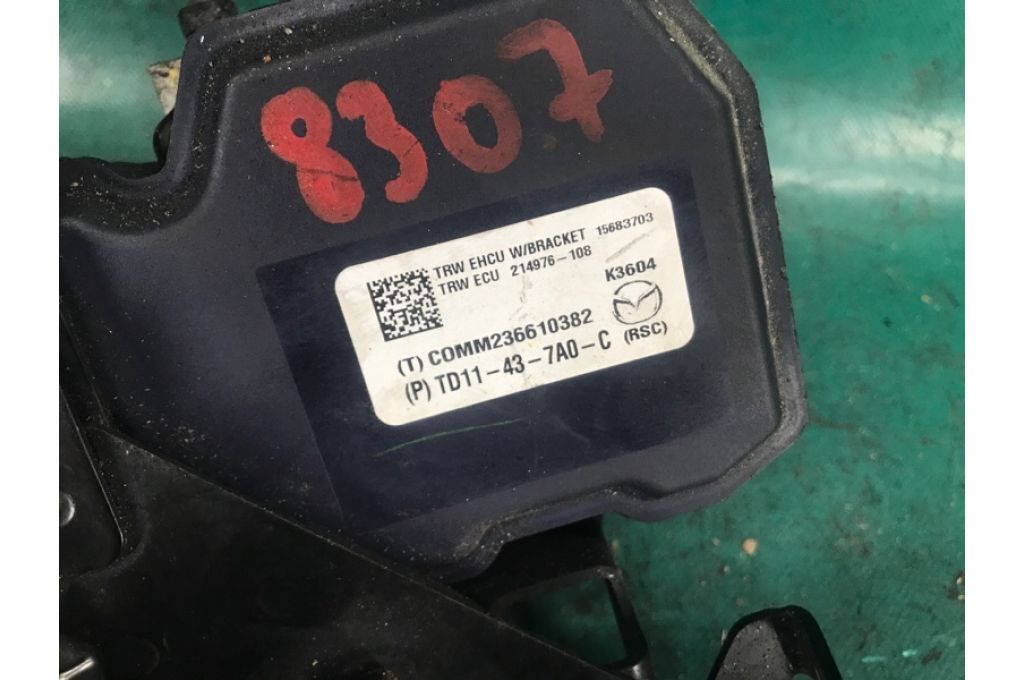 8307
TRW EHCU W/BRACKET 15683703
TRW ECU 214976-108
K3604
(T) COMM236610382
(P) TD11-43-7A0-C (RSC)